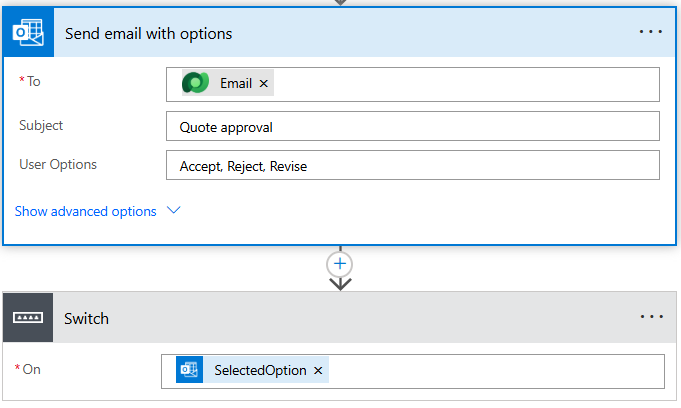 Send email with options
* To
Email ×
Subject
Quote approval
User Options
Accept, Reject, Revise
Show advanced options
Switch
* On
SelectedOption ×